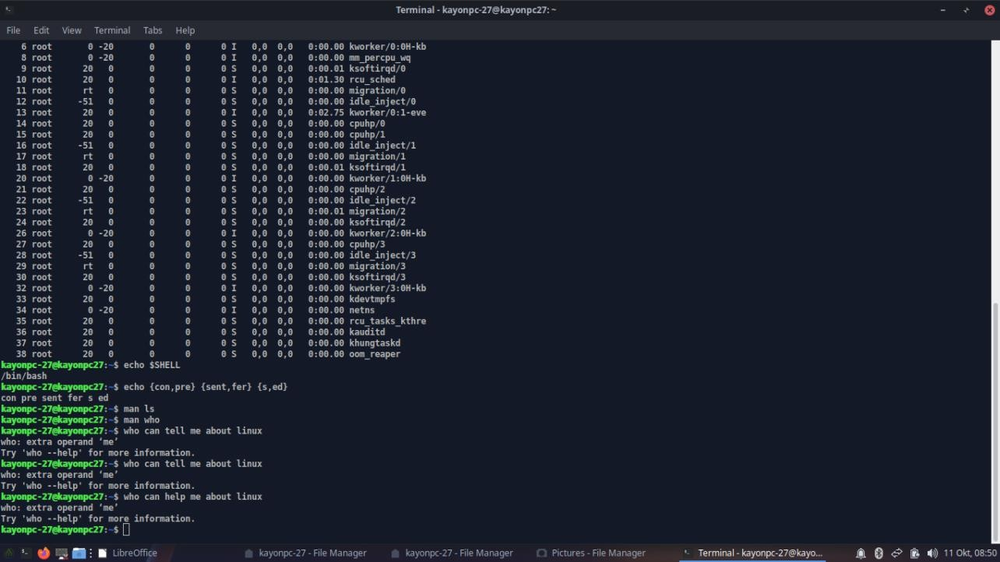 Terminal - kayonpc-27@kayonpc27: ~
File Edit View Terminal Tabs Help
6 root 0 -20 0 0 0 I 0,0 0,0 0:00.00 kworker/0:0H-kb
8 root 0 -20 0 0 0 I 0,0 0,0 0:00.00 mm_percpu_wq
9 root 20 0 0 0 0 S 0,0 0,0 0:00.01 ksoftirqd/0
10 root 20 0 0 0 0 I 0,0 0,0 0:01.30 rcu_sched
11 root rt 0 0 0 0 S 0,0 0,0 0:00.00 migration/0
12 root -51 0 0 0 0 S 0,0 0,0 0:00.00 idle_inject/0
13 root 20 0 0 0 0 I 0,0 0,0 0:02.75 kworker/0:1-eve
14 root 20 0 0 0 0 S 0,0 0,0 0:00.00 cpuhp/0
15 root 20 0 0 0 0 S 0,0 0,0 0:00.00 cpuhp/1
16 root -51 0 0 0 0 S 0,0 0,0 0:00.00 idle_inject/1
17 root rt 0 0 0 0 S 0,0 0,0 0:00.00 migration/1
18 root 20 0 0 0 0 S 0,0 0,0 0:00.01 ksoftirqd/1
20 root 0 -20 0 0 0 I 0,0 0,0 0:00.00 kworker/1:0H-kb
21 root 20 0 0 0 0 S 0,0 0,0 0:00.00 cpuhp/2
22 root -51 0 0 0 0 S 0,0 0,0 0:00.00 idle_inject/2
23 root rt 0 0 0 0 S 0,0 0,0 0:00.01 migration/2
24 root 20 0 0 0 0 S 0,0 0,0 0:00.00 ksoftirqd/2
26 root 0 -20 0 0 0 I 0,0 0,0 0:00.00 kworker/2:0H-kb
27 root 20 0 0 0 0 S 0,0 0,0 0:00.00 cpuhp/3
28 root -51 0 0 0 0 S 0,0 0,0 0:00.00 idle_inject/3
29 root rt 0 0 0 0 S 0,0 0,0 0:00.00 migration/3
30 root 20 0 0 0 0 S 0,0 0,0 0:00.00 ksoftirqd/3
32 root 0 -20 0 0 0 I 0,0 0,0 0:00.00 kworker/3:0H-kb
33 root 20 0 0 0 0 S 0,0 0,0 0:00.00 kdevtmpfs
34 root 0 -20 0 0 0 I 0,0 0,0 0:00.00 netns
35 root 20 0 0 0 0 S 0,0 0,0 0:00.00 rcu_tasks_kthre
36 root 20 0 0 0 0 S 0,0 0,0 0:00.00 kauditd
37 root 20 0 0 0 0 S 0,0 0,0 0:00.00 khungtaskd
38 root 20 0 0 0 0 S 0,0 0,0 0:00.00 oom_reaper
kayonpc-27@kayonpc27:~$ echo $SHELL
/bin/bash
kayonpc-27@kayonpc27:~$ echo {con,pre} {sent,fer} {s,ed}
con pre sent fer s ed
kayonpc-27@kayonpc27:~$ man ls
kayonpc-27@kayonpc27:~$ man who
kayonpc-27@kayonpc27:~$ who can tell me about linux
who: extra operand ‘me’
Try 'who --help' for more information.
kayonpc-27@kayonpc27:~$ who can tell me about linux
who: extra operand ‘me’
Try 'who --help' for more information.
kayonpc-27@kayonpc27:~$ who can help me about linux
who: extra operand ‘me’
Try 'who --help' for more information.
kayonpc-27@kayonpc27:~$
LibreOffice kayonpc-27 - File Manager kayonpc-27 - File Manager Pictures - File Manager Terminal - kayonpc-27@kayo... 11 Okt, 08:50